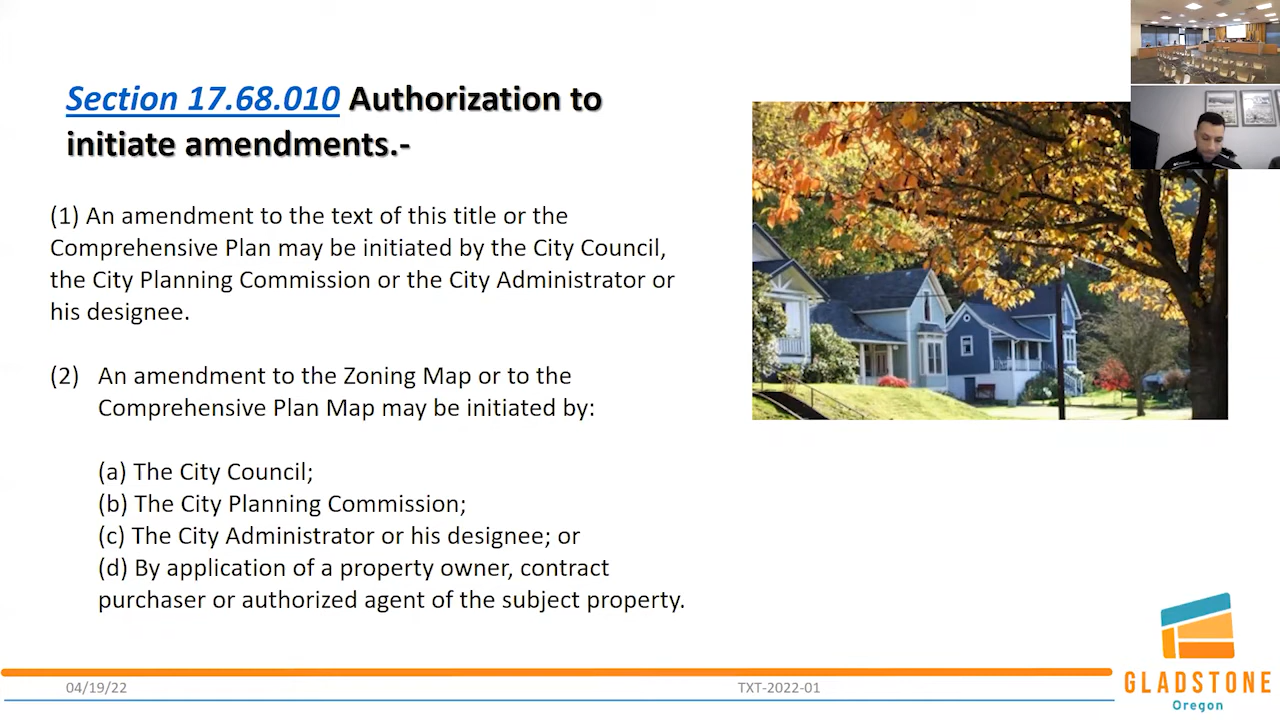 Section 17.68.010 Authorization to
initiate amendments.-
(1) An amendment to the text of this title or the
Comprehensive Plan may be initiated by the City Council,
the City Planning Commission or the City Administrator or
his designee.
(2) An amendment to the Zoning Map or to the
Comprehensive Plan Map may be initiated by:
(a) The City Council;
(b) The City Planning Commission;
(c) The City Administrator or his designee; or
(d) By application of a property owner, contract
purchaser or authorized agent of the subject property.
04/19/22
TXT-2022-01
GLADSTONE
Oregon